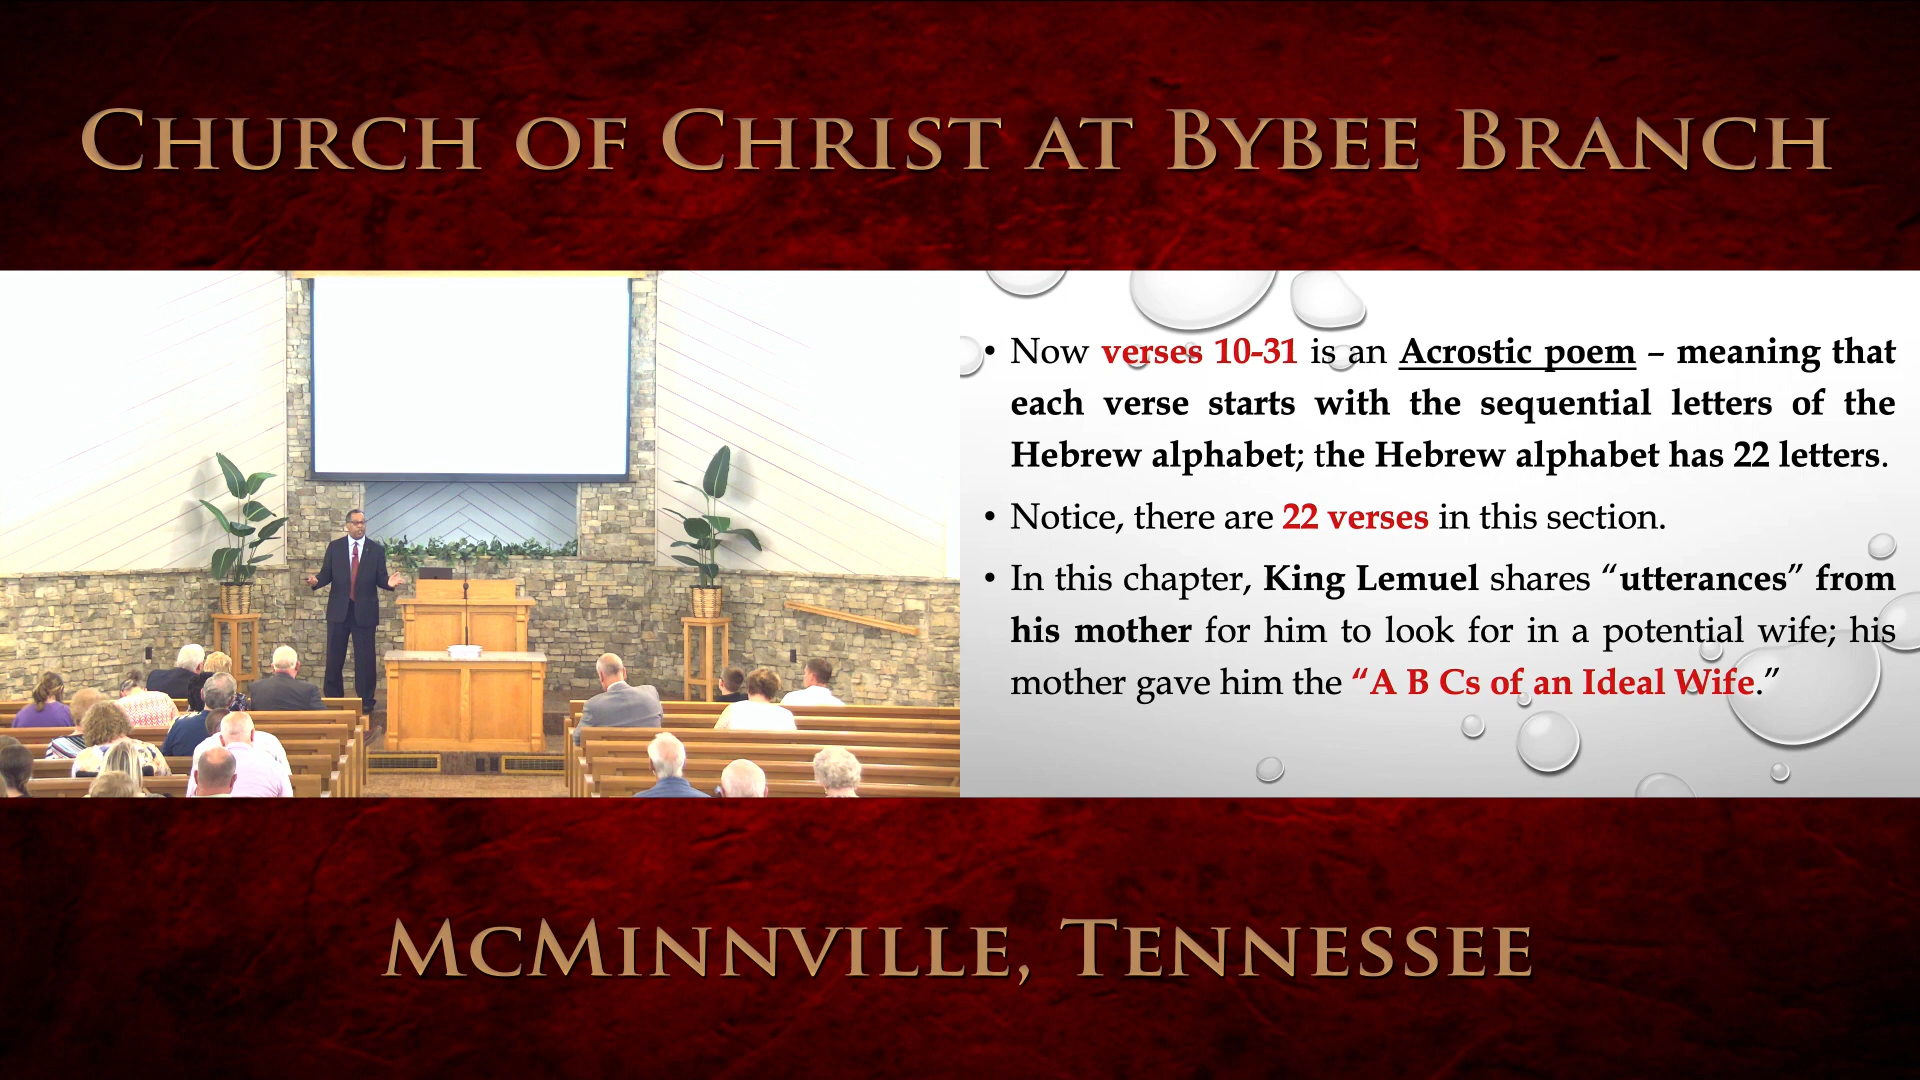 Church of Christ at Bybee Branch
• Now verses 10-31 is an Acrostic poem – meaning that
each verse starts with the sequential letters of the
Hebrew alphabet; the Hebrew alphabet has 22 letters.
• Notice, there are 22 verses in this section.
• In this chapter, King Lemuel shares “utterances” from
his mother for him to look for in a potential wife; his
mother gave him the “A B Cs of an Ideal Wife.”
McMinnville, Tennessee